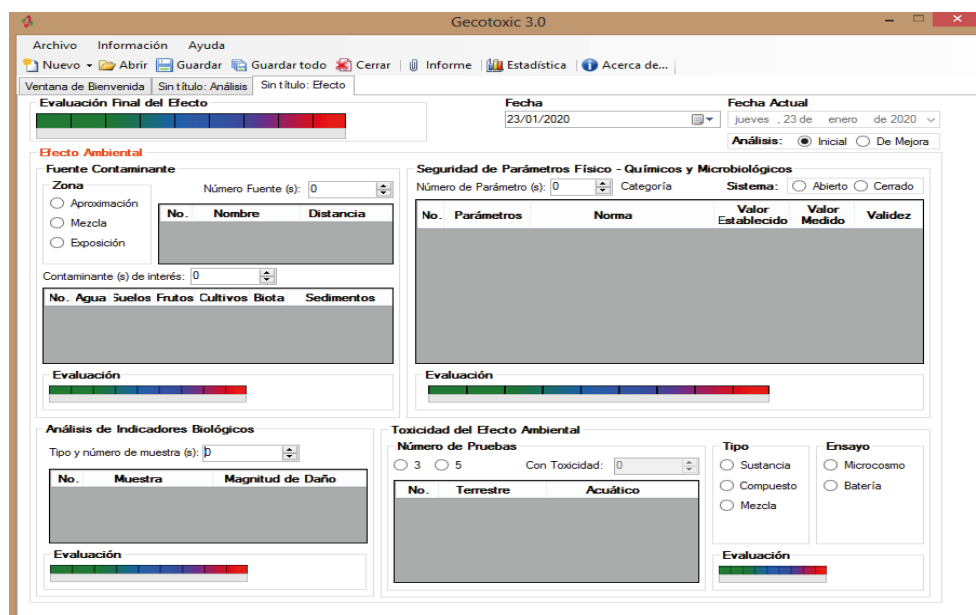 Gecotoxic 3.0
Archivo Información Ayuda
Nuevo Abrir Guardar Guardar todo Cerrar Informe Estadística Acerca de...
Ventana de Bienvenida Sin título: Análisis Sin título: Efecto
Evaluación Final del Efecto
Fecha
23/01/2020
Fecha Actual
jueves , 23 de enero de 2020
Análisis: Inicial De Mejora
Efecto Ambiental
Fuente Contaminante
Zona
Aproximación
Mezcla
Exposición
Número Fuente (s): 0
No. Nombre Distancia
Contaminante (s) de interés: 0
No. Agua Suelos Frutos Cultivos Biota Sedimentos
Evaluación
Seguridad de Parámetros Físico - Químicos y Microbiológicos
Número de Parámetro (s): 0 Categoría Sistema: Abierto Cerrado
No. Parámetros Norma Valor Establecido Valor Medido Validez
Evaluación
Análisis de Indicadores Biológicos
Tipo y número de muestra (s): 0
No. Muestra Magnitud de Daño
Evaluación
Toxicidad del Efecto Ambiental
Número de Pruebas
3 5 Con Toxicidad: 0
No. Terrestre Acuático
Tipo
Sustancia
Compuesto
Mezcla
Ensayo
Microcosmo
Batería
Evaluación